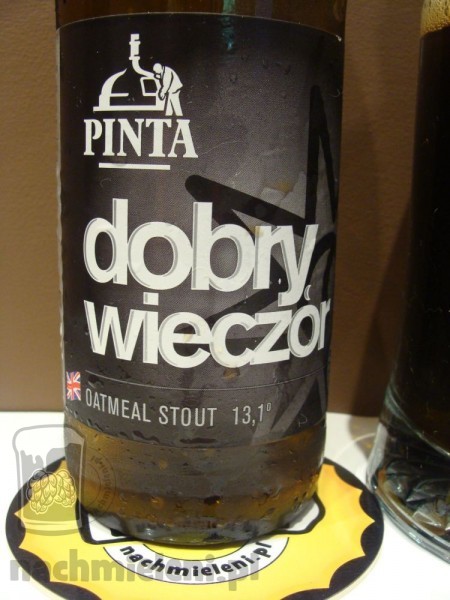 PINTA
dobry
wieczór
OATMEAL STOUT 13,1°
nachmieleni.pl
nachmieleni.pl